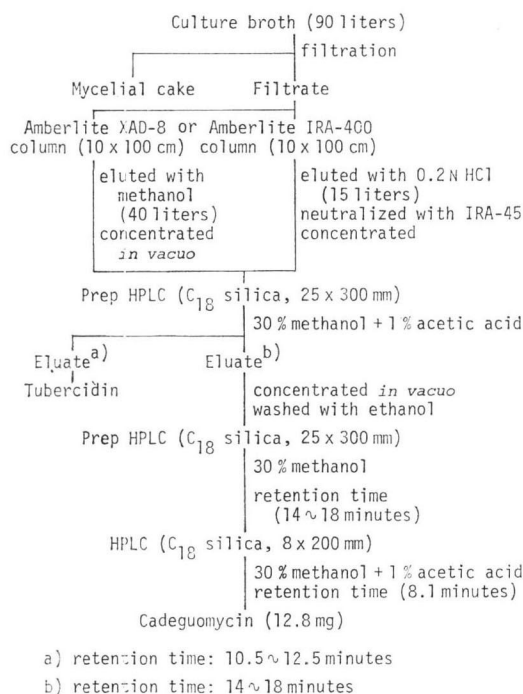 Culture broth (90 liters)
filtration
Mycelial cake Filtrate
Amberlite XAD-8 or Amberlite IRA-400
column (10 x 100 cm) column (10 x 100 cm)
eluted with
methanol
(40 liters)
concentrated
in vacuo
eluted with 0.2 N HCl
(15 liters)
neutralized with IRA-45
concentrated
Prep HPLC (C18 silica, 25 x 300 mm)
30 % methanol + 1 % acetic acid
Eluate a) Eluate b)
Tubercidin
concentrated in vacuo
washed with ethanol
Prep HPLC (C18 silica, 25 x 300 mm)
30 % methanol
retention time
(14 ~ 18 minutes)
HPLC (C18 silica, 8 x 200 mm)
30 % methanol + 1 % acetic acid
retention time (8.1 minutes)
Cadeguomycin (12.8 mg)
a) retention time: 10.5 ~ 12.5 minutes
b) retention time: 14 ~ 18 minutes